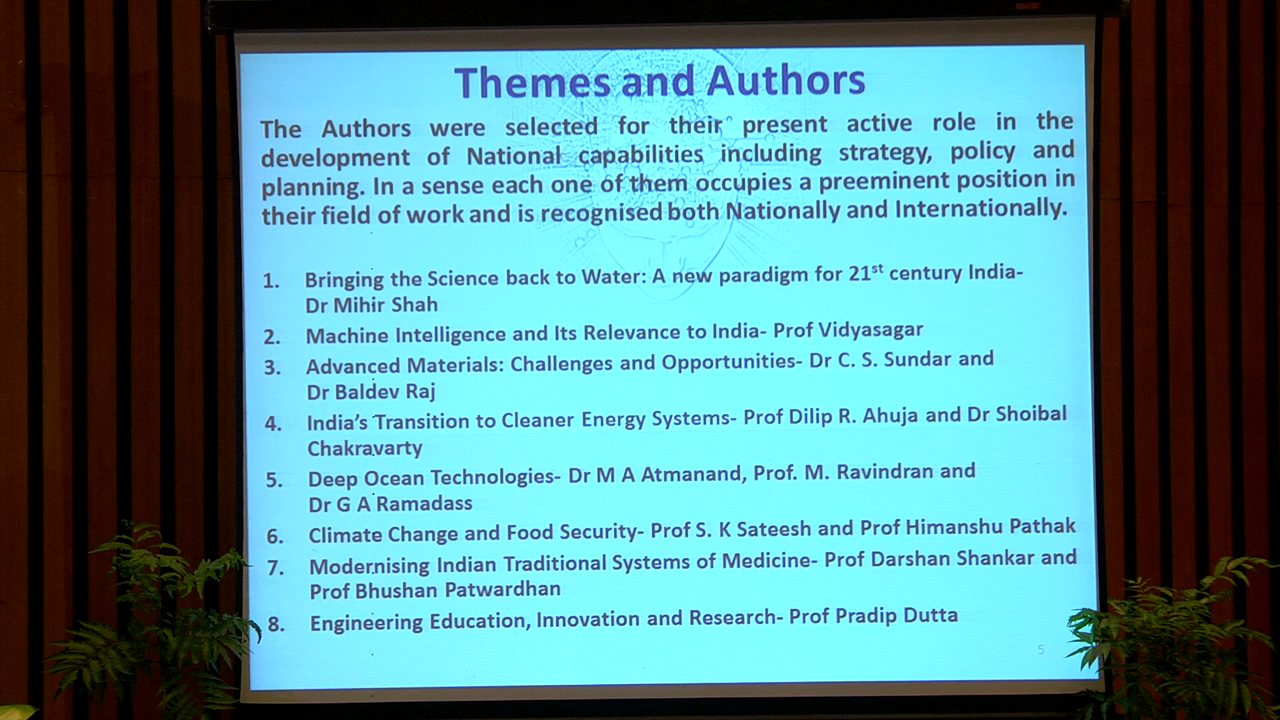 Themes and Authors
The Authors were selected for their present active role in the
development of National capabilities including strategy, policy and
planning. In a sense each one of them occupies a preeminent position in
their field of work and is recognised both Nationally and Internationally.
1. Bringing the Science back to Water: A new paradigm for 21st century India-
Dr Mihir Shah
2. Machine Intelligence and Its Relevance to India- Prof Vidyasagar
3. Advanced Materials: Challenges and Opportunities- Dr C. S. Sundar and
Dr Baldev Raj
4. India's Transition to Cleaner Energy Systems- Prof Dilip R. Ahuja and Dr Shoibal
Chakravarty
5. Deep Ocean Technologies- Dr M A Atmanand, Prof. M. Ravindran and
Dr G A Ramadass
6. Climate Change and Food Security- Prof S. K Sateesh and Prof Himanshu Pathak
7. Modernising Indian Traditional Systems of Medicine- Prof Darshan Shankar and
Prof Bhushan Patwardhan
8. Engineering Education, Innovation and Research- Prof Pradip Dutta
5